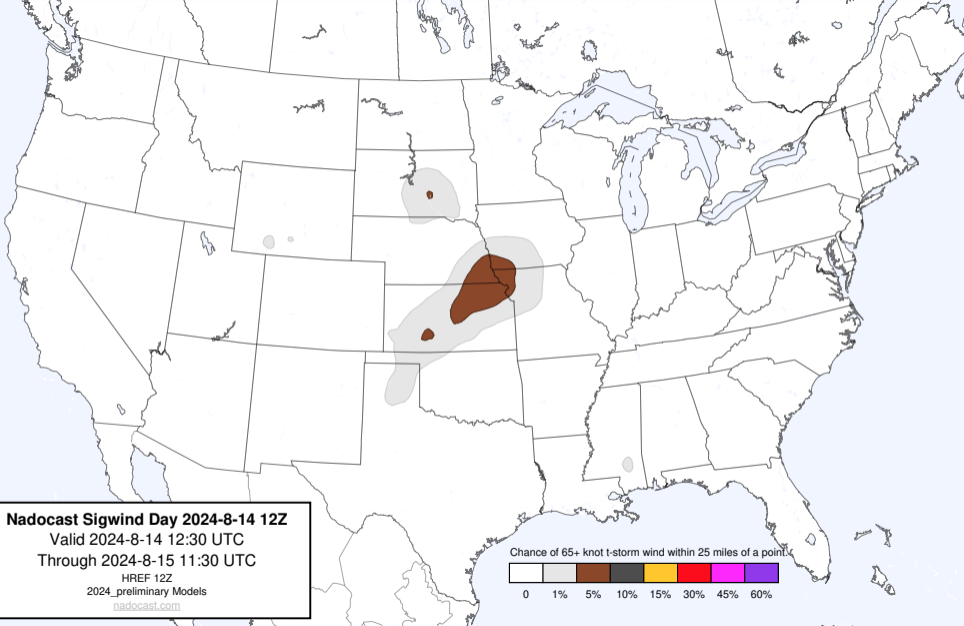 Nadocast Sigwind Day 2024-8-14 12Z
Valid 2024-8-14 12:30 UTC
Through 2024-8-15 11:30 UTC
HREF 12Z
2024_preliminary Models
nadocast.com
Chance of 65+ knot t-storm wind within 25 miles of a point.
0 1% 5% 10% 15% 30% 45% 60%